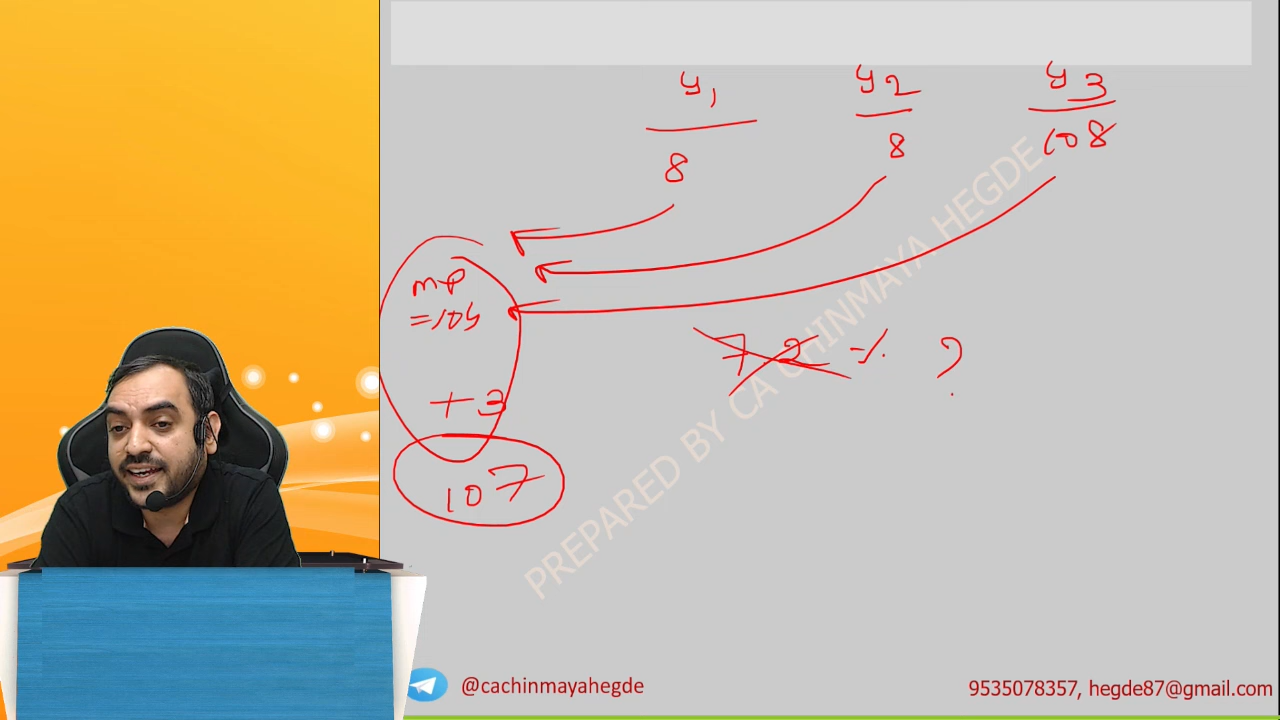 y1 y2 y3
8 8 108
mp
=104
+3
107
72 % ?
PREPARED BY CA CHINMAYA HEGDE
@cachinmayahegde
9535078357, hegde87@gmail.com